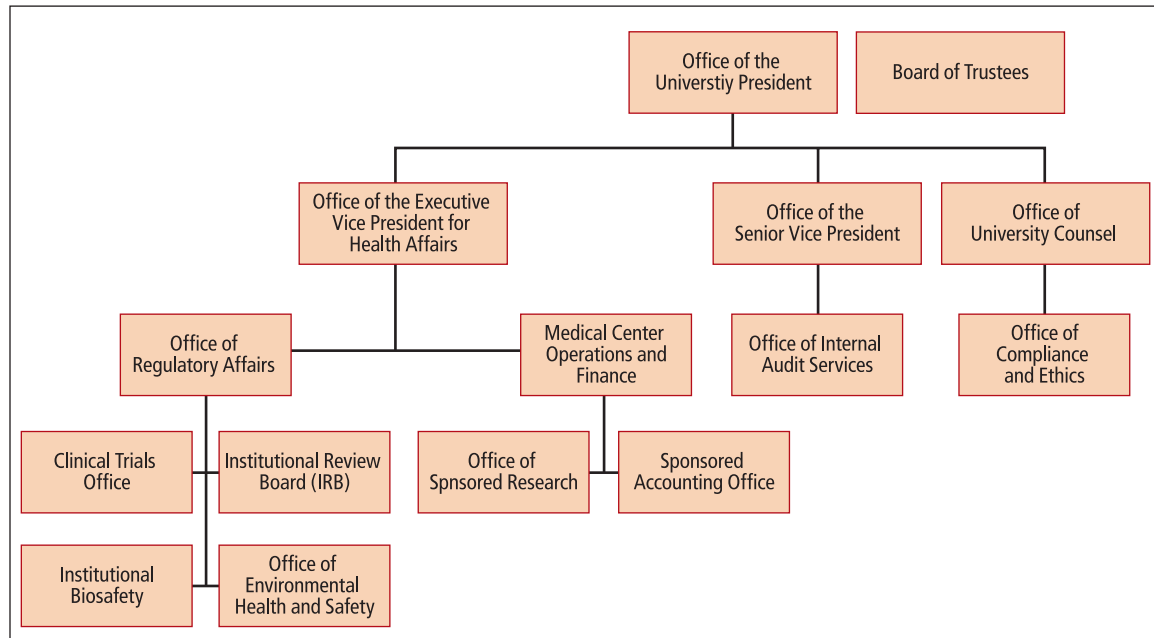 Office of the
Universtiy President
Board of Trustees
Office of the Executive
Vice President for
Health Affairs
Office of the
Senior Vice President
Office of
University Counsel
Office of
Regulatory Affairs
Medical Center
Operations and
Finance
Office of Internal
Audit Services
Office of
Compliance
and Ethics
Clinical Trials
Office
Institutional Review
Board (IRB)
Office of
Spnsored Research
Sponsored
Accounting Office
Institutional
Biosafety
Office of
Environmental
Health and Safety